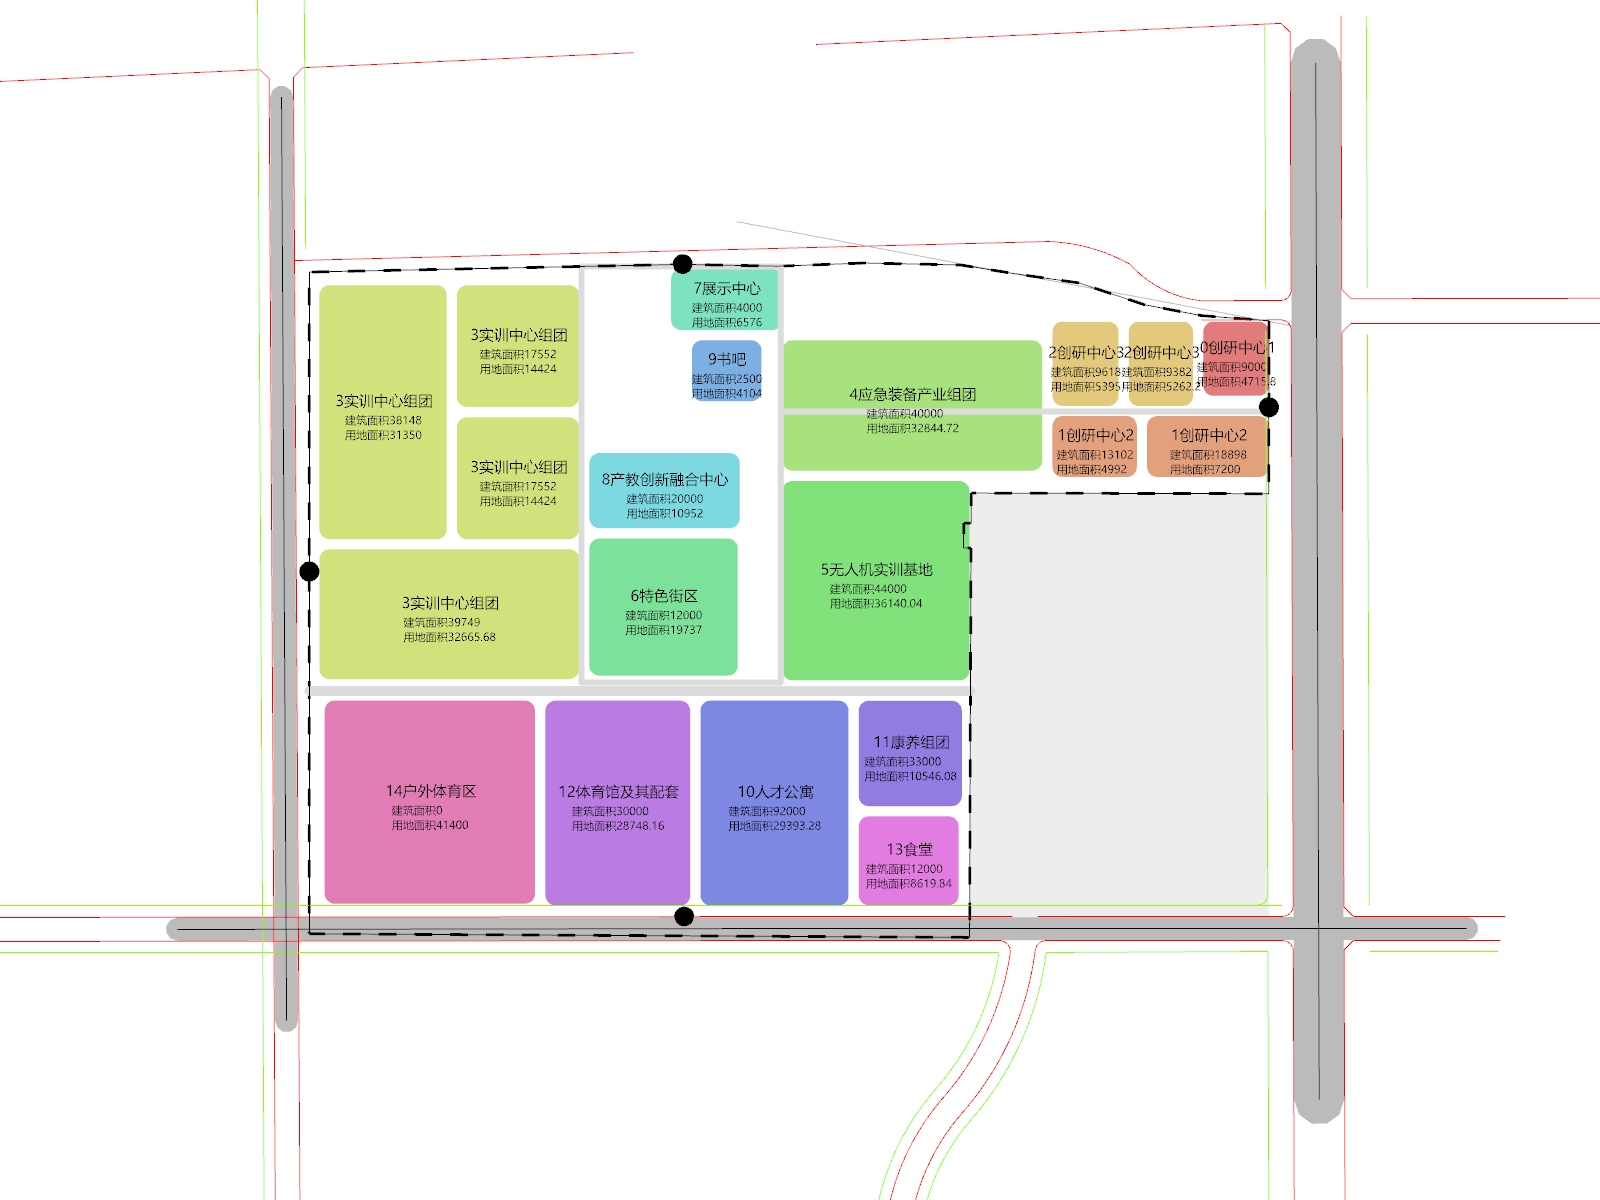 7展示中心
建筑面积4000
用地面积6576
3实训中心组团
建筑面积17552
用地面积14424
9书吧
建筑面积2500
用地面积4104
2创研中心3
建筑面积9618
用地面积5395
2创研中心3
建筑面积9382
用地面积5262.2
0创研中心1
建筑面积9000
用地面积4715.8
3实训中心组团
建筑面积38148
用地面积31350
4应急装备产业组团
建筑面积40000
用地面积32844.72
1创研中心2
建筑面积13102
用地面积4992
1创研中心2
建筑面积18898
用地面积7200
3实训中心组团
建筑面积17552
用地面积14424
8产教创新融合中心
建筑面积20000
用地面积10952
5无人机实训基地
建筑面积44000
用地面积36140.04
3实训中心组团
建筑面积39749
用地面积32665.68
6特色街区
建筑面积12000
用地面积19737
14户外体育区
建筑面积0
用地面积41400
12体育馆及其配套
建筑面积30000
用地面积28748.16
10人才公寓
建筑面积92000
用地面积29393.28
11康养组团
建筑面积33000
用地面积10546.08
13食堂
建筑面积12000
用地面积8619.84